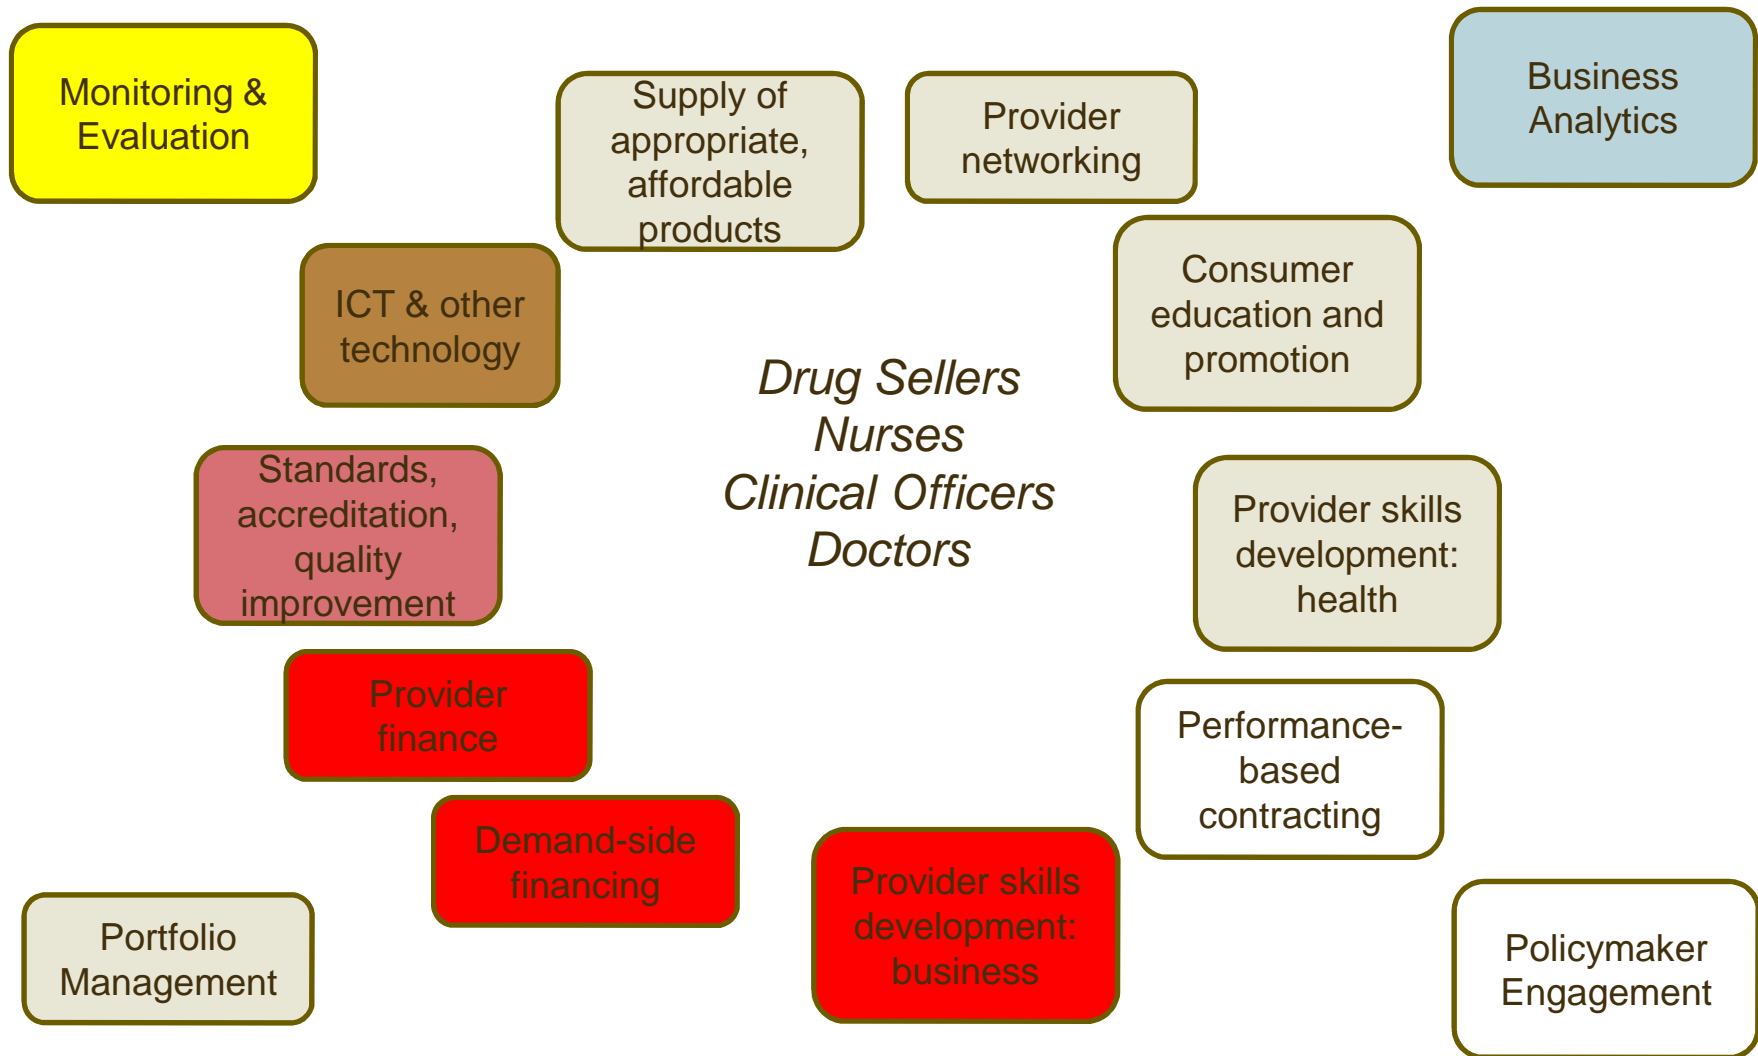 Monitoring &
Evaluation
Supply of
appropriate,
affordable
products
Provider
networking
Business
Analytics
ICT & other
technology
Consumer
education and
promotion
Drug Sellers
Nurses
Clinical Officers
Doctors
Standards,
accreditation,
quality
improvement
Provider skills
development:
health
Provider
finance
Performance-
based
contracting
Demand-side
financing
Provider skills
development:
business
Portfolio
Management
Policymaker
Engagement